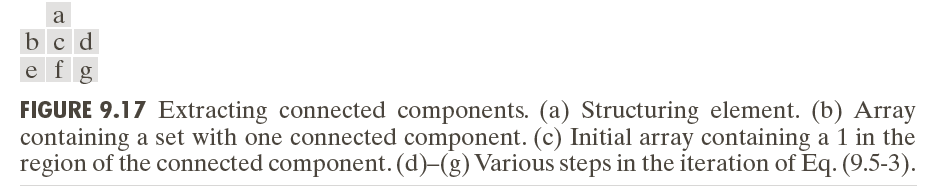 a
b c d
e f g
FIGURE 9.17 Extracting connected components. (a) Structuring element. (b) Array
containing a set with one connected component. (c) Initial array containing a 1 in the
region of the connected component. (d)–(g) Various steps in the iteration of Eq. (9.5-3).